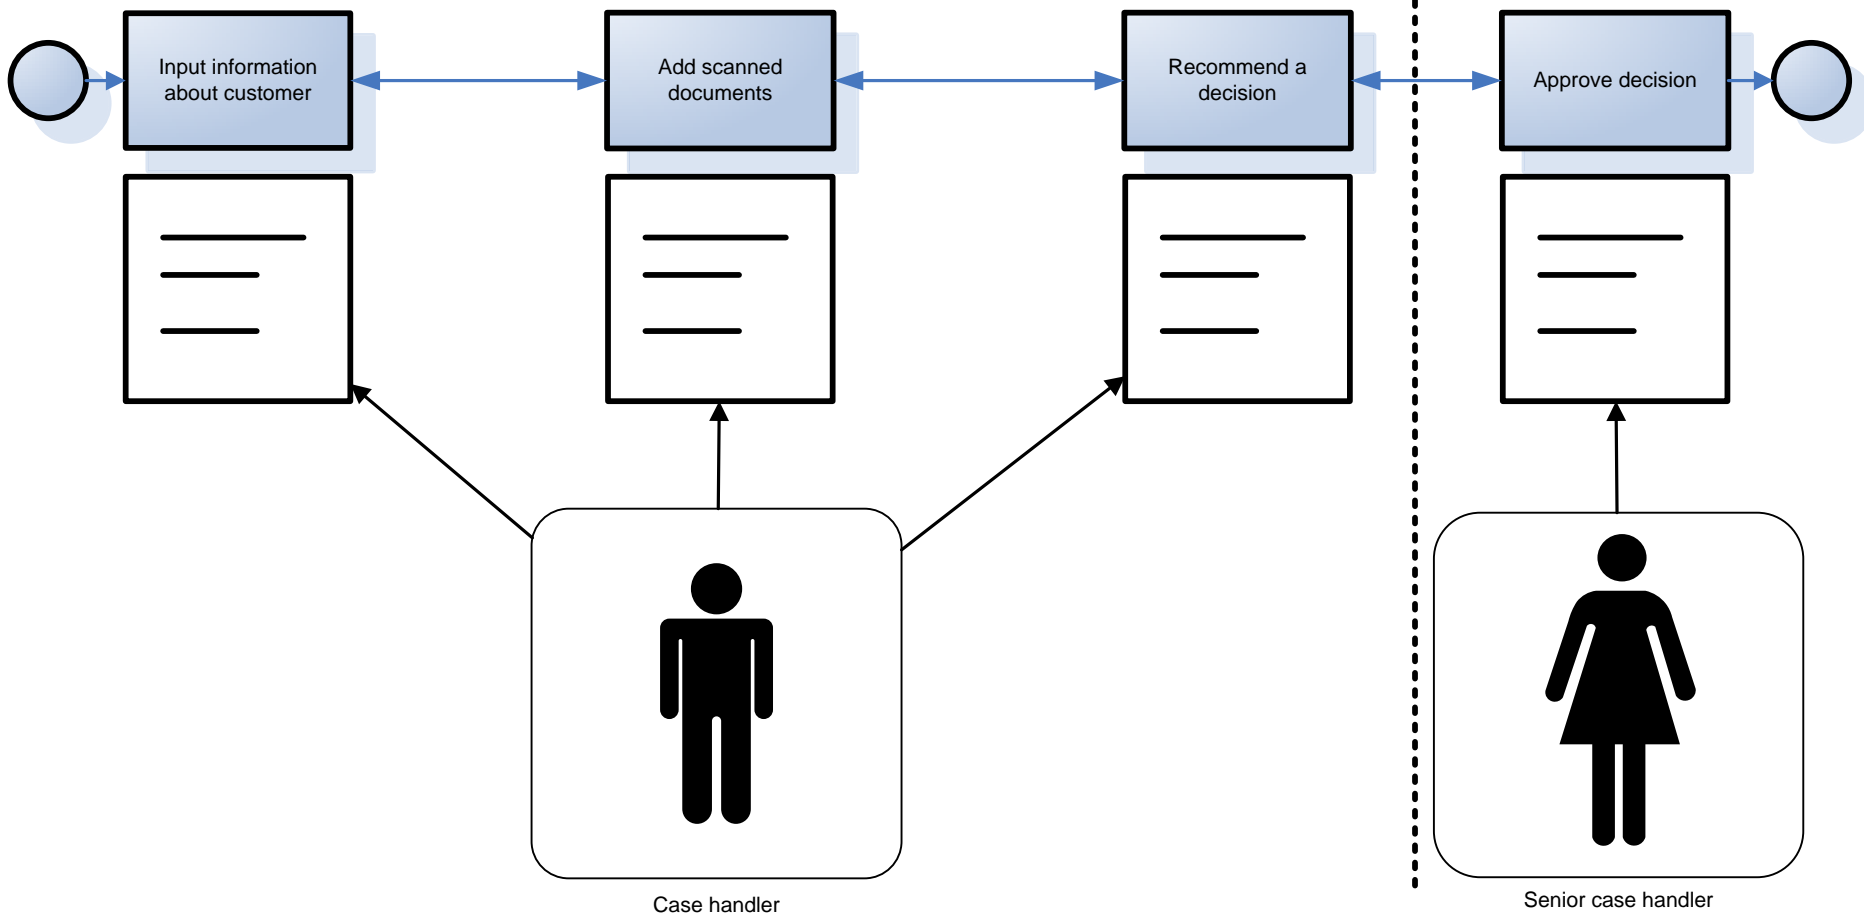 Input information
about customer
Add scanned
documents
Recommend a
decision
Approve decision
Case handler
Senior case handler